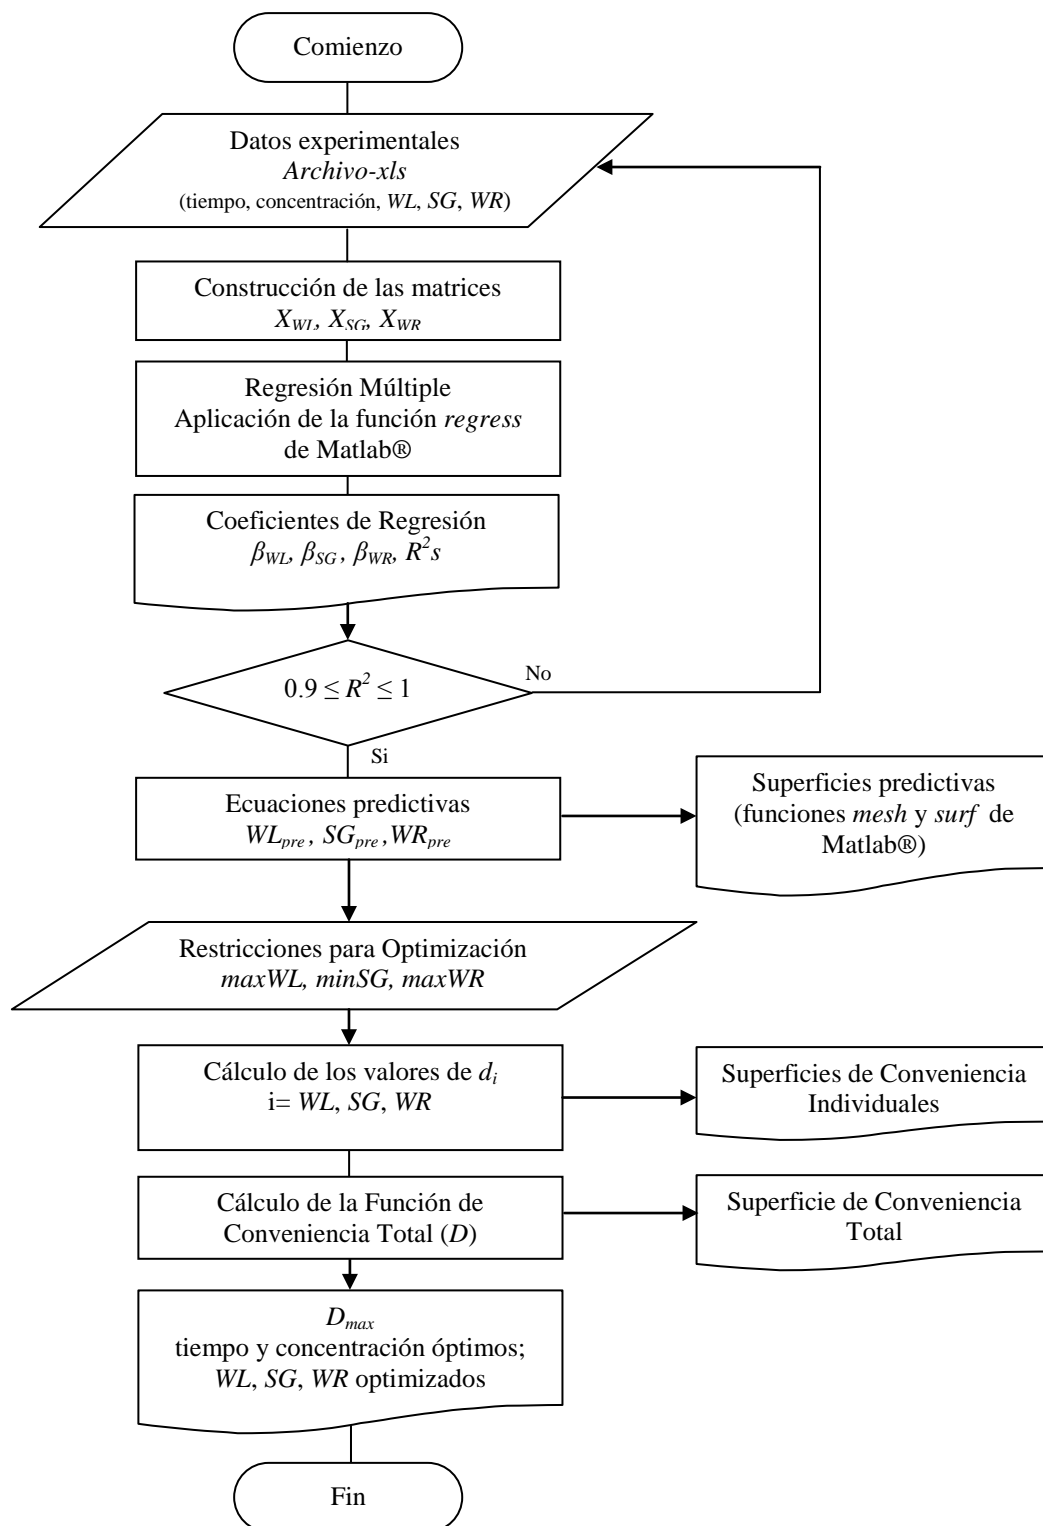 Comienzo
Datos experimentales
Archivo-xls
(tiempo, concentración, WL, SG, WR)
Construcción de las matrices
X_WL, X_SG, X_WR
Regresión Múltiple
Aplicación de la función regress
de Matlab®
Coeficientes de Regresión
β_WL, β_SG, β_WR, R²s
0.9 ≤ R² ≤ 1
No
Si
Ecuaciones predictivas
WL_pre, SG_pre, WR_pre
Superficies predictivas
(funciones mesh y surf de
Matlab®)
Restricciones para Optimización
maxWL, minSG, maxWR
Cálculo de los valores de d_i
i= WL, SG, WR
Superficies de Conveniencia
Individuales
Cálculo de la Función de
Conveniencia Total (D)
Superficie de Conveniencia
Total
D_max
tiempo y concentración óptimos;
WL, SG, WR optimizados
Fin